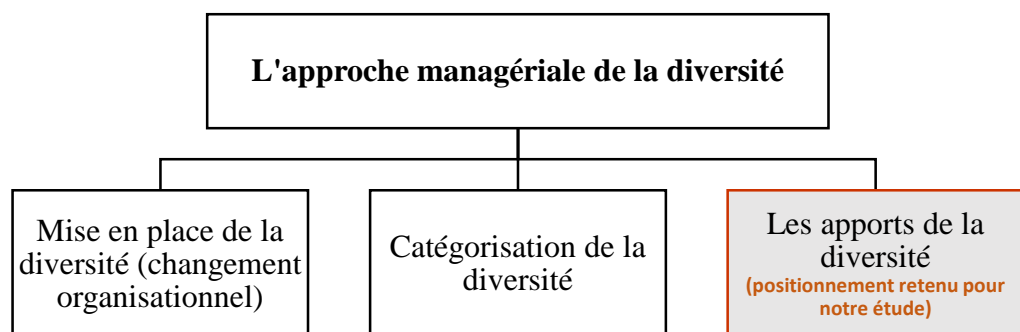 L'approche managériale de la diversité
Mise en place de la
diversité (changement
organisationnel)
Catégorisation de la
diversité
Les apports de la
diversité
(positionnement retenu pour
notre étude)